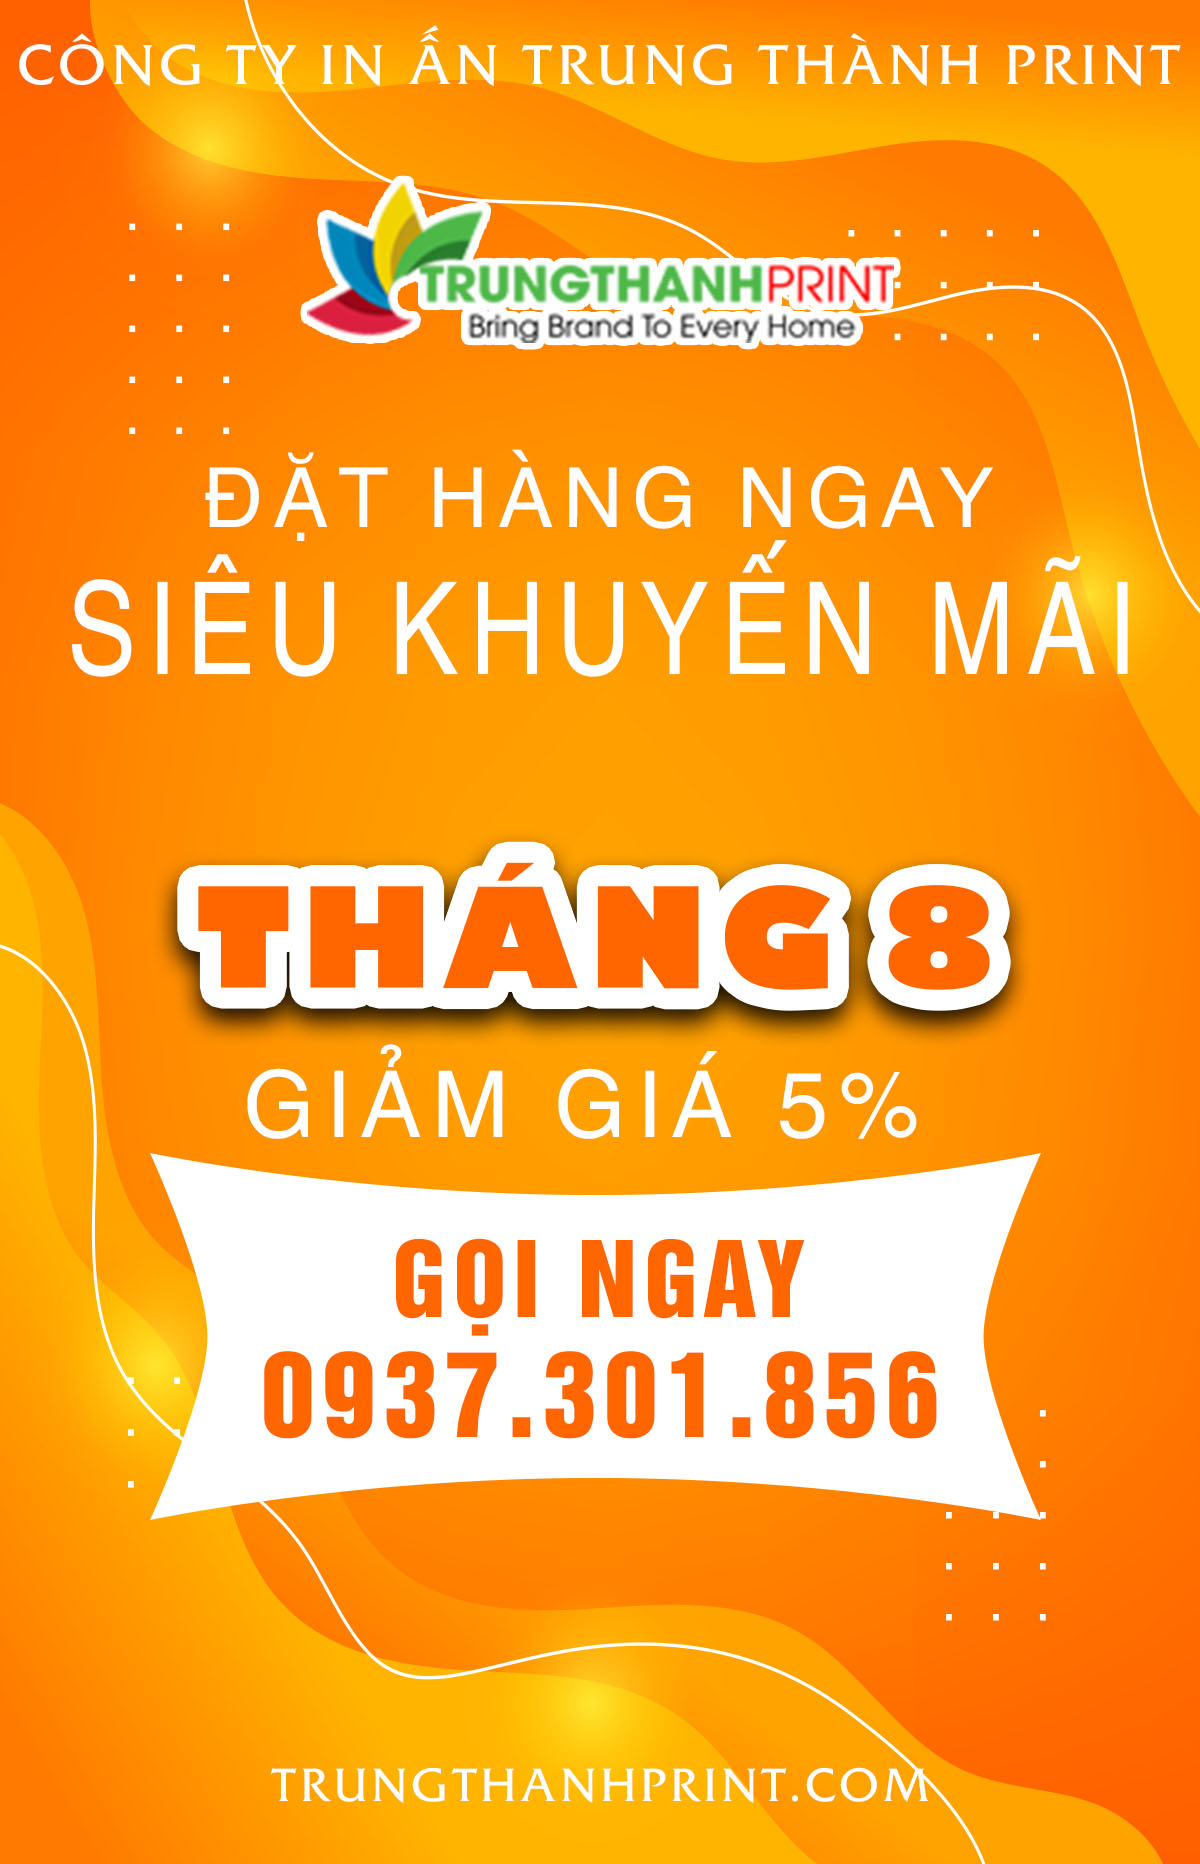 CÔNG TY IN ẤN TRUNG THÀNH PRINT
TRUNGTHANHPRINT
Bring Brand To Every Home
ĐẶT HÀNG NGAY
SIÊU KHUYẾN MÃI
THÁNG 8
GIẢM GIÁ 5%
GỌI NGAY
0937.301.856
TRUNGTHANHPRINT.COM